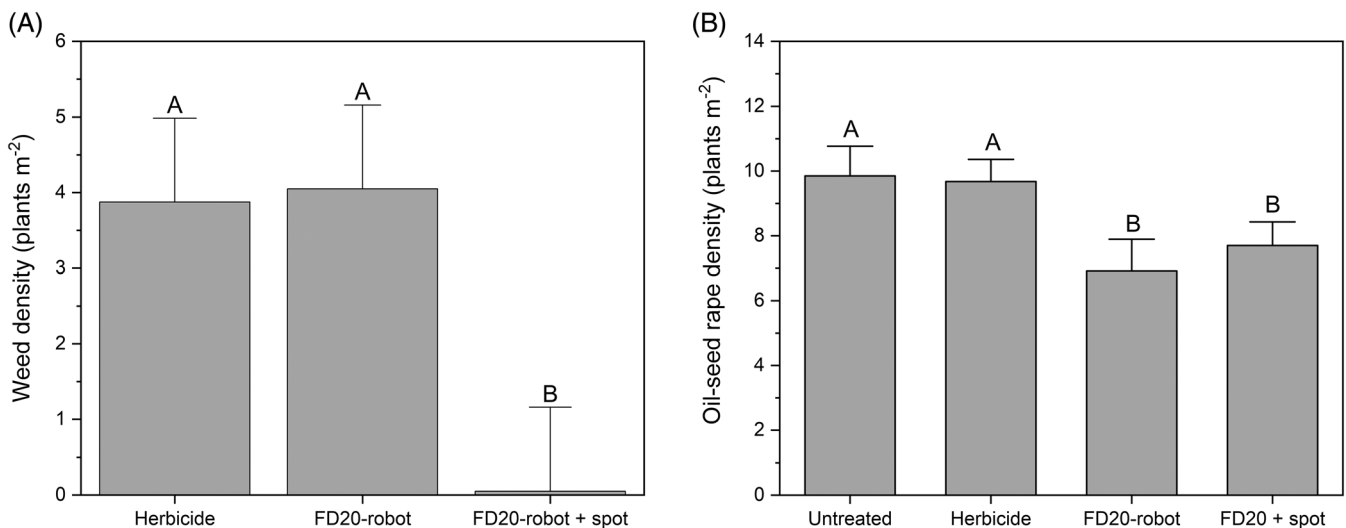 (A)
Weed density (plants m⁻²)
6
5
4
3
2
1
0
A
A
B
Herbicide
FD20-robot
FD20-robot + spot
(B)
Oil-seed rape density (plants m⁻²)
14
12
10
8
6
4
2
0
A
A
B
B
Untreated
Herbicide
FD20-robot
FD20 + spot